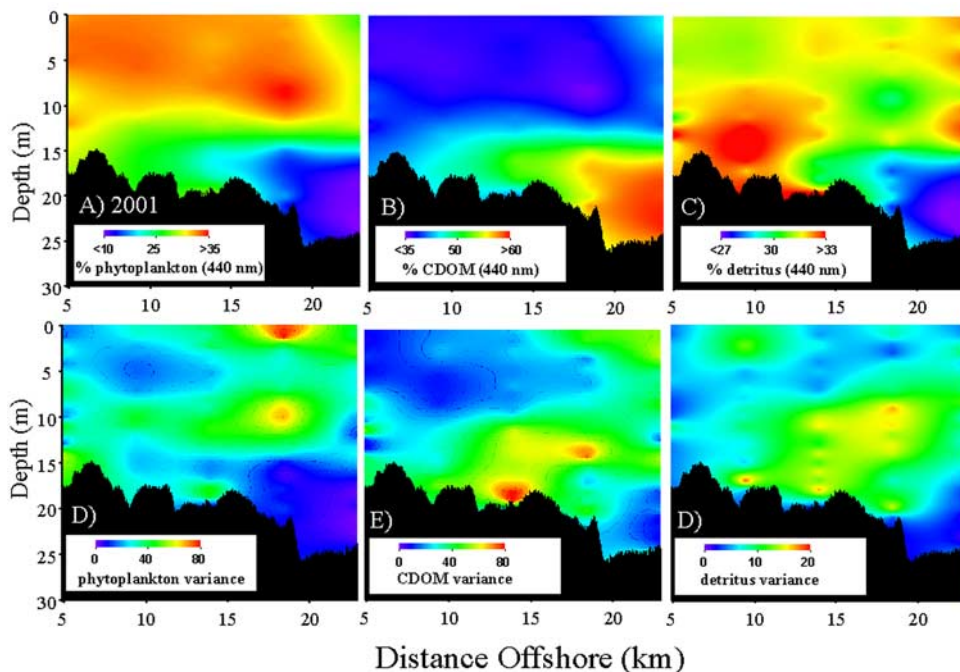 0
5
10
15
20
25
30
Depth (m)
A) 2001
<10 25 >35
% phytoplankton (440 nm)
5 10 15 20
B)
<35 50 >60
% CDOM (440 nm)
5 10 15 20
C)
<27 30 >33
% detritus (440 nm)
5 10 15 20
0
5
10
15
20
25
30
Depth (m)
D)
0 40 80
phytoplankton variance
5 10 15 20
E)
0 40 80
CDOM variance
5 10 15 20
D)
0 10 20
detritus variance
5 10 15 20
Distance Offshore (km)